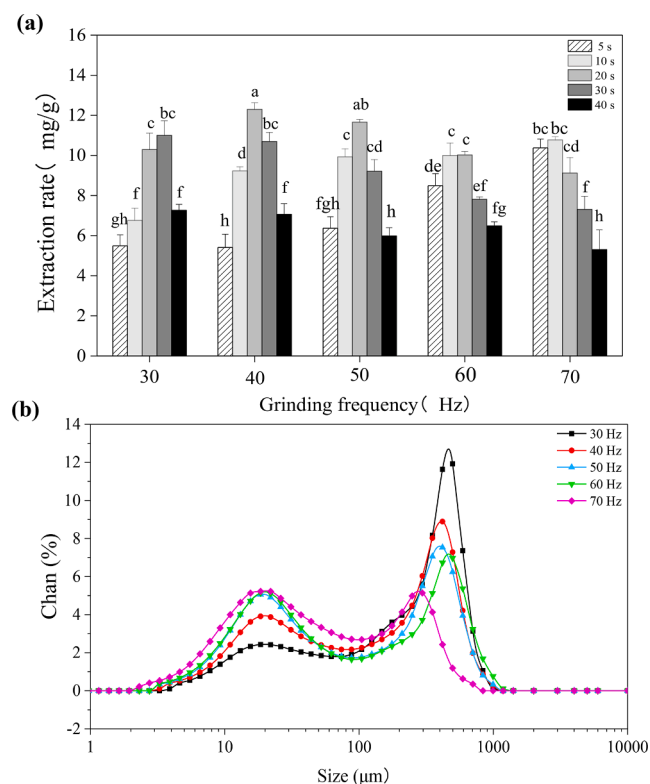 (a)
Extraction rate( mg/g)
16
14
12
10
8
6
4
2
0
5 s
10 s
20 s
30 s
40 s
gh f c bc f
h d a bc f
fgh c ab cd h
de c c ef fg
bc bc cd f h
30 40 50 60 70
Grinding frequency( Hz)
(b)
Chan (%)
14
12
10
8
6
4
2
0
-2
30 Hz
40 Hz
50 Hz
60 Hz
70 Hz
1 10 100 1000 10000
Size (μm)